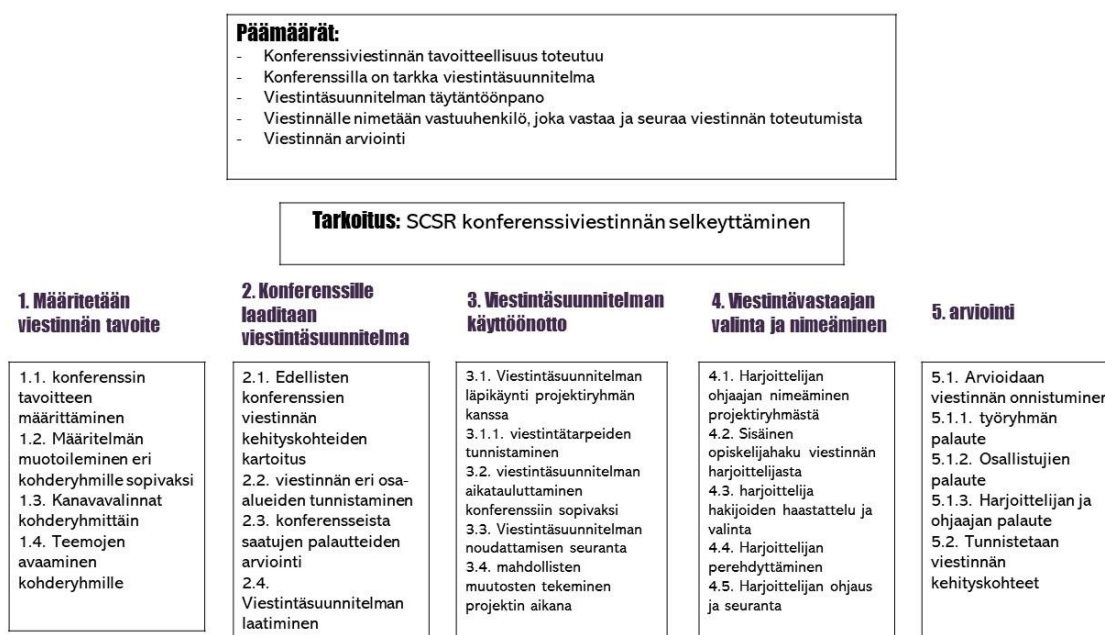 Päämäärät:
- Konferenssiviestinnän tavoitteellisuus toteutuu
- Konferenssilla on tarkka viestintäsuunnitelma
- Viestintäsuunnitelman täytäntöönpano
- Viestinnälle nimetään vastuuhenkilö, joka vastaa ja seuraa viestinnän toteutumista
- Viestinnän arviointi
Tarkoitus: SCSR konferenssiviestinnän selkeyttäminen
1. Määritetään
viestinnän tavoite
1.1. konferenssin
tavoitteen
määrittäminen
1.2. Määritelmän
muotoileminen eri
kohderyhmille sopivaksi
1.3. Kanavavalinnat
kohderyhmittäin
1.4. Teemojen
avaaminen
kohderyhmille
2. Konferenssille
laaditaan
viestintäsuunnitelma
2.1. Edellisten
konferenssien
viestinnän
kehityskohteiden
kartoitus
2.2. viestinnän eri osa-
alueiden tunnistaminen
2.3. konferensseista
saatujen palautteiden
arviointi
2.4.
Viestintäsuunnitelman
laatiminen
3. Viestintäsuunnitelman
käyttöönotto
3.1. Viestintäsuunnitelman
läpikäynti projektiryhmän
kanssa
3.1.1. viestintätarpeiden
tunnistaminen
3.2. viestintäsuunnitelman
aikatauluttaminen
konferenssiin sopivaksi
3.3. Viestintäsuunnitelman
noudattamisen seuranta
3.4. mahdollisten
muutosten tekeminen
projektin aikana
4. Viestintävastaajan
valinta ja nimeäminen
4.1. Harjoittelijan
ohjaajan nimeäminen
projektiryhmästä
4.2. Sisäinen
opiskelijahaku viestinnän
harjoittelijasta
4.3. harjoittelija
hakijoiden haastattelu ja
valinta
4.4. Harjoittelijan
perehdyttäminen
4.5. Harjoittelijan ohjaus
ja seuranta
5. arviointi
5.1. Arvioidaan
viestinnän onnistuminen
5.1.1. työryhmän
palaute
5.1.2. Osallistujien
palaute
5.1.3. Harjoittelijan ja
ohjaajan palaute
5.2. Tunnistetaan
viestinnän
kehityskohteet